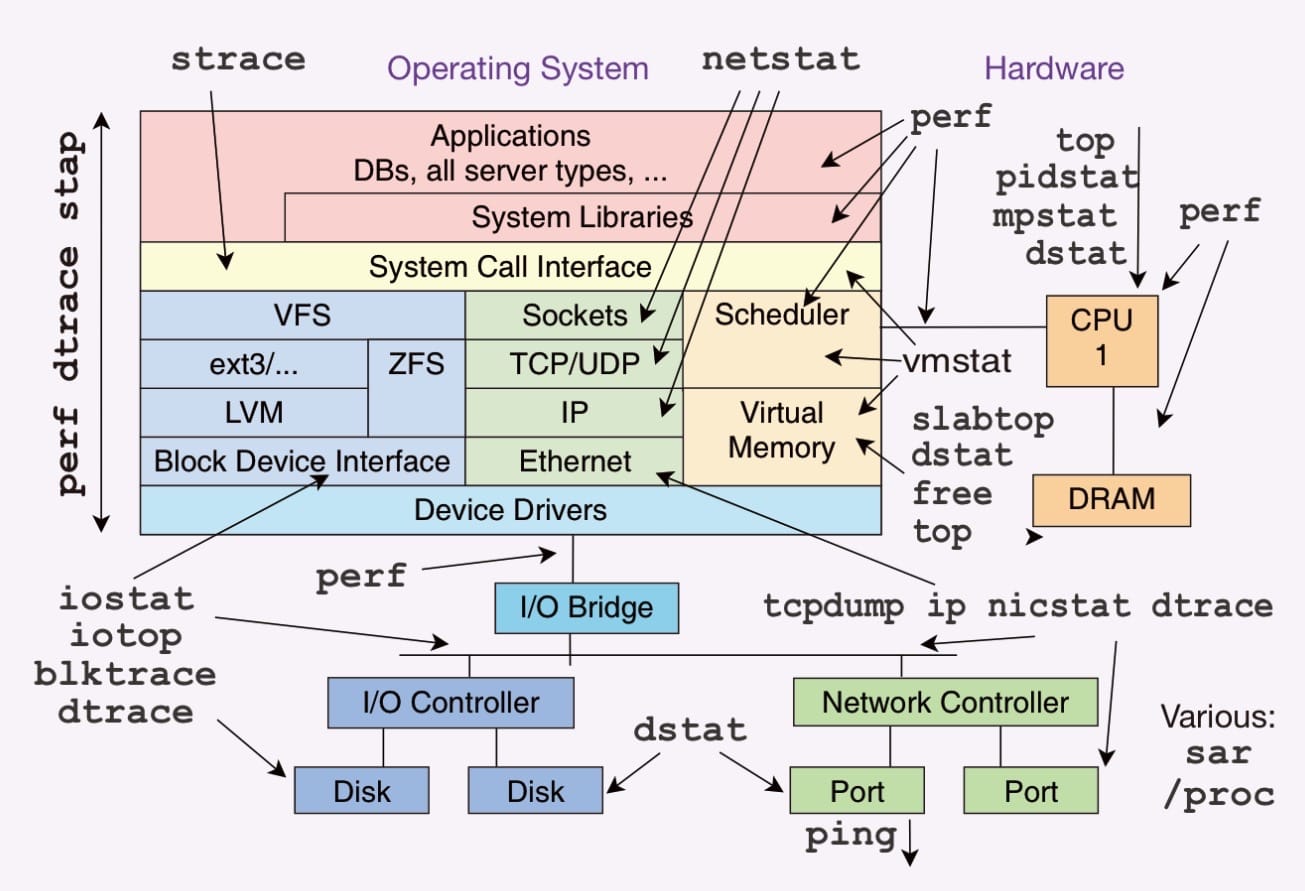 strace
Operating System
netstat
Hardware
perf dtrace stap
Applications
DBs, all server types, ...
System Libraries
System Call Interface
VFS
Sockets
Scheduler
ext3/...
ZFS
TCP/UDP
LVM
IP
Virtual
Memory
Block Device Interface
Ethernet
Device Drivers
perf
top
pidstat
mpstat
dstat
perf
CPU
1
vmstat
slabtop
dstat
free
top
DRAM
perf
I/O Bridge
iostat
iotop
blktrace
dtrace
tcpdump ip nicstat dtrace
I/O Controller
Network Controller
dstat
Disk
Disk
Port
Port
ping
Various:
sar
/proc